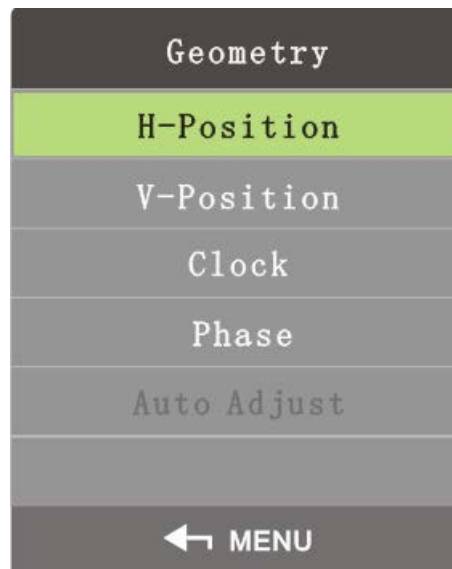 Geometry
H-Position
V-Position
Clock
Phase
Auto Adjust
MENU